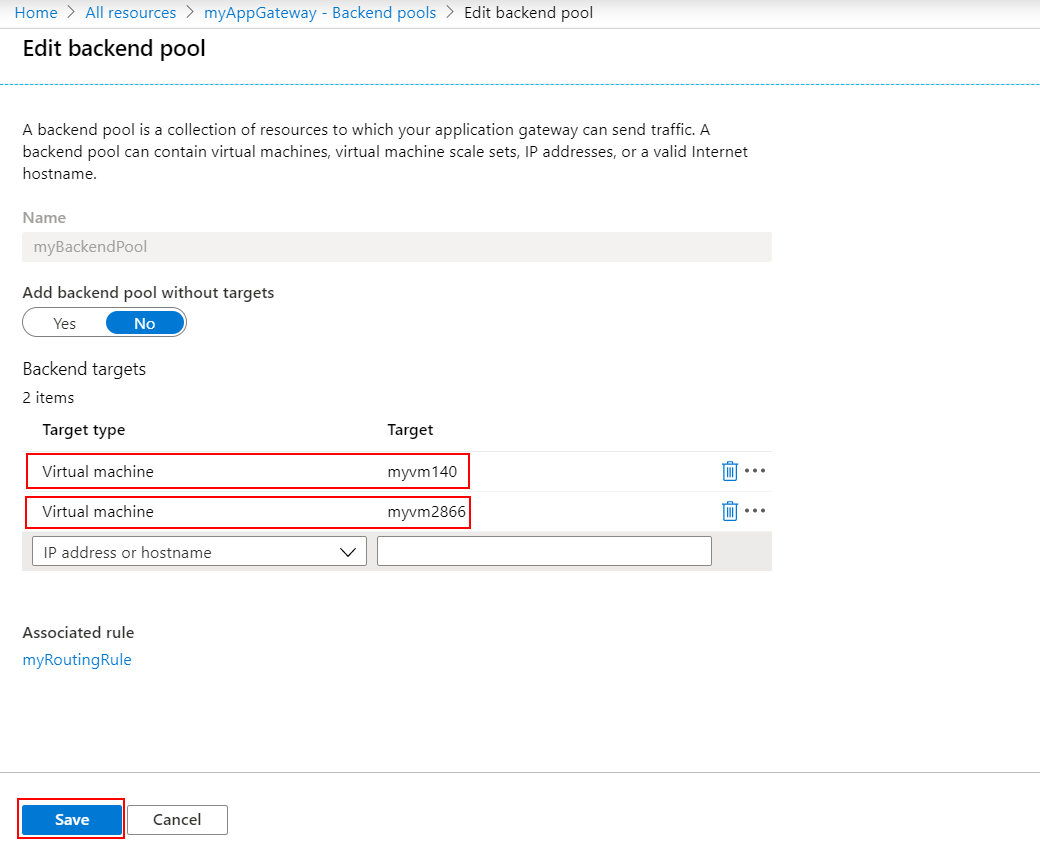 Home > All resources > myAppGateway - Backend pools > Edit backend pool
Edit backend pool
A backend pool is a collection of resources to which your application gateway can send traffic. A
backend pool can contain virtual machines, virtual machine scale sets, IP addresses, or a valid Internet
hostname.
Name
myBackendPool
Add backend pool without targets
Yes No
Backend targets
2 items
Target type Target
Virtual machine myvm140
Virtual machine myvm2866
IP address or hostname
Associated rule
myRoutingRule
Save Cancel